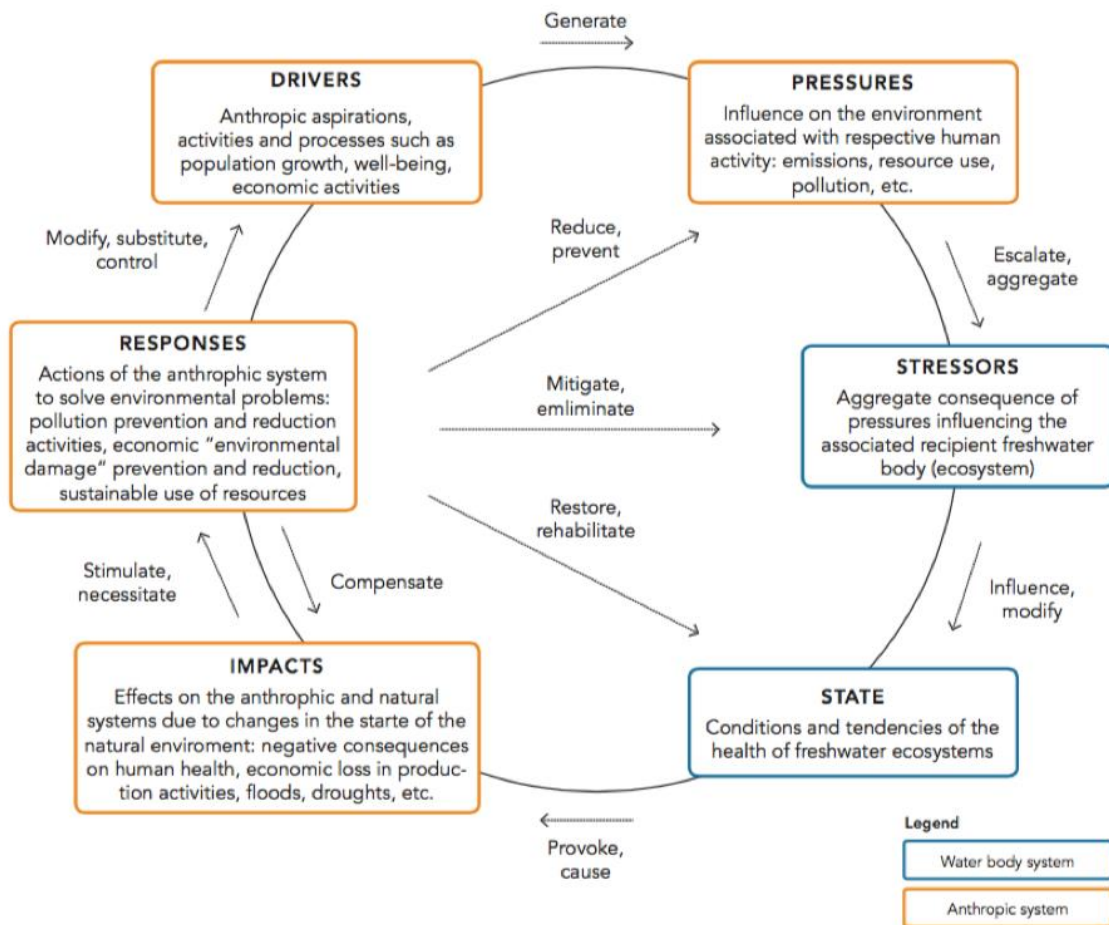 Generate
DRIVERS
Anthropic aspirations,
activities and processes such as
population growth, well-being,
economic activities
PRESSURES
Influence on the environment
associated with respective human
activity: emissions, resource use,
pollution, etc.
Modify, substitute,
control
Reduce,
prevent
Escalate,
aggregate
RESPONSES
Actions of the anthrophic system
to solve environmental problems:
pollution prevention and reduction
activities, economic “environmental
damage” prevention and reduction,
sustainable use of resources
Mitigate,
emliminate
STRESSORS
Aggregate consequence of
pressures influencing the
associated recipient freshwater
body (ecosystem)
Restore,
rehabilitate
Stimulate,
necessitate
Compensate
Influence,
modify
IMPACTS
Effects on the anthrophic and natural
systems due to changes in the starte of the
natural enviroment: negative consequences
on human health, economic loss in produc-
tion activities, floods, droughts, etc.
STATE
Conditions and tendencies of the
health of freshwater ecosystems
Provoke,
cause
Legend
Water body system
Anthropic system